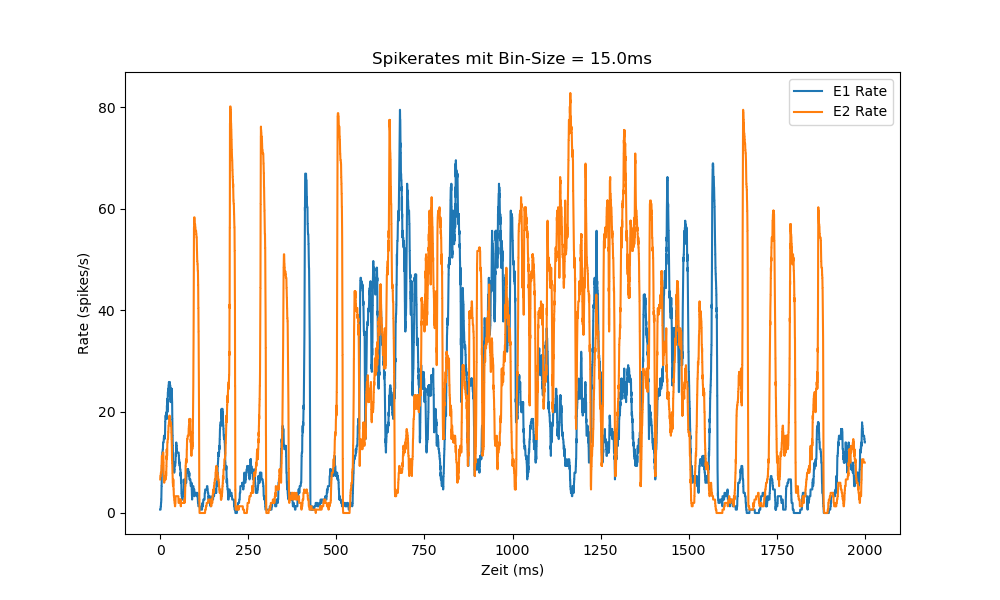 Spikerates mit Bin-Size = 15.0ms
E1 Rate
E2 Rate
Rate (spikes/s)
80
60
40
20
0
0 250 500 750 1000 1250 1500 1750 2000
Zeit (ms)